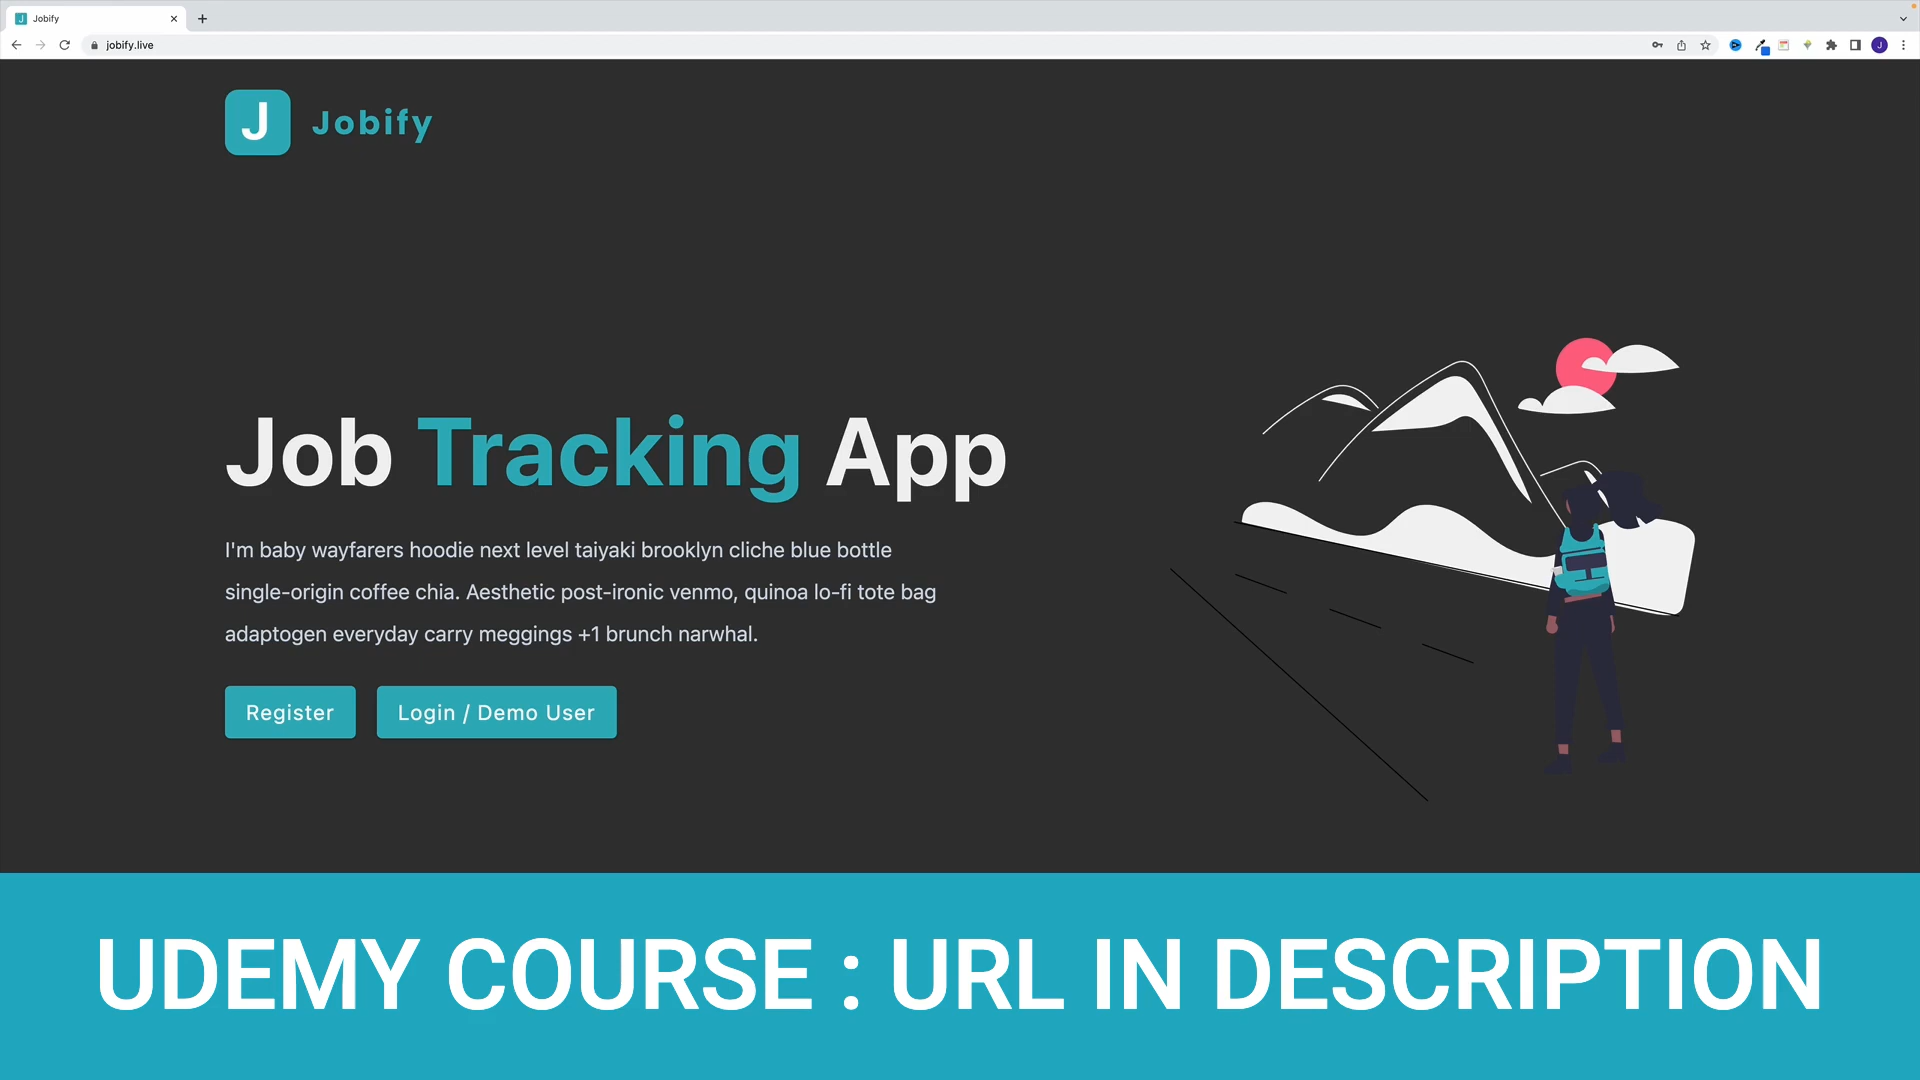 Jobify
jobify.live
J
J Jobify
Job Tracking App
I'm baby wayfarers hoodie next level taiyaki brooklyn cliche blue bottle
single-origin coffee chia. Aesthetic post-ironic venmo, quinoa lo-fi tote bag
adaptogen everyday carry meggings +1 brunch narwhal.
Register Login / Demo User
UDEMY COURSE : URL IN DESCRIPTION